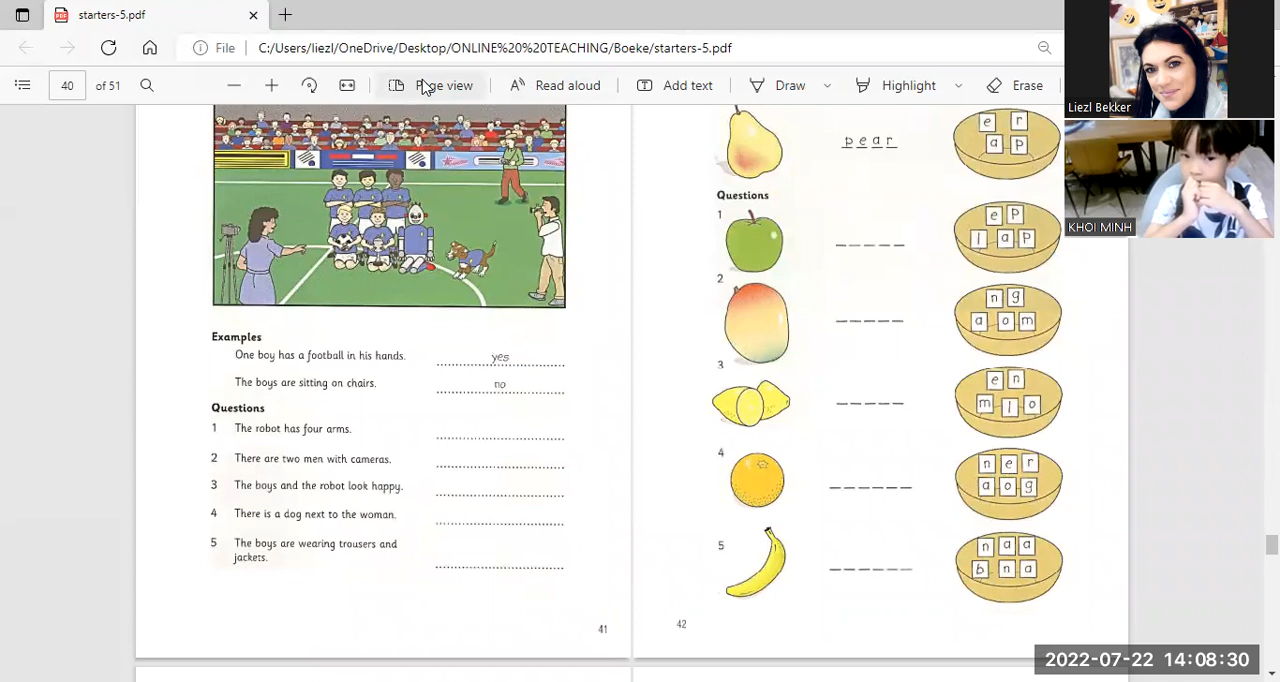 starters-5.pdf
File
C:/Users/liezl/OneDrive/Desktop/ONLINE%20%20TEACHING/Boeke/starters-5.pdf
40
of 51
Page view
Read aloud
Add text
Draw
Highlight
Erase
Liezl Bekker
KHOI MINH
Examples
One boy has a football in his hands.
yes
The boys are sitting on chairs.
no
Questions
1 The robot has four arms.
2 There are two men with cameras.
3 The boys and the robot look happy.
4 There is a dog next to the woman.
5 The boys are wearing trousers and
jackets.
41
pear
e r
a p
Questions
1
e p
l a p
2
n g
a o m
3
e n
m l o
4
n e r
a o g
5
n a a
b n a
42
2022-07-22 14:08:30